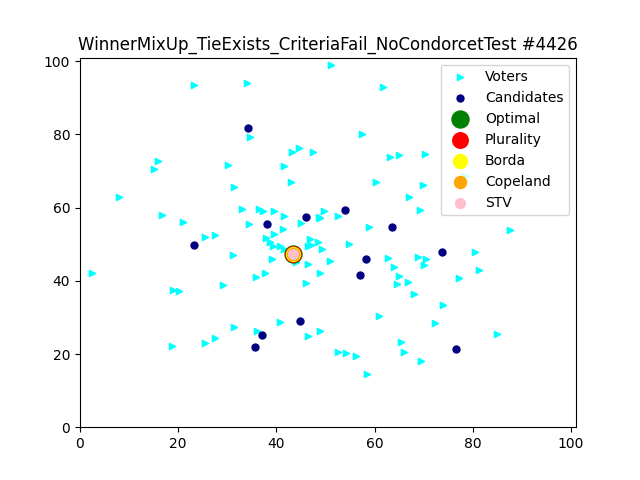 WinnerMixUp_TieExists_CriteriaFail_NoCondorcetTest #4426
100
80
60
40
20
0
0 20 40 60 80 100
Voters
Candidates
Optimal
Plurality
Borda
Copeland
STV